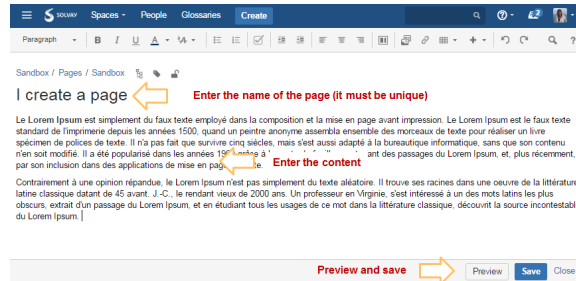 SOLVAY Spaces People Glossaries Create
Paragraph B I U A
Sandbox / Pages / Sandbox
I create a page Enter the name of the page (it must be unique)
Le Lorem Ipsum est simplement du faux texte employé dans la composition et la mise en page avant impression. Le Lorem Ipsum est le faux texte
standard de l'imprimerie depuis les années 1500, quand un peintre anonyme assembla ensemble des morceaux de texte pour réaliser un livre
spécimen de polices de texte. Il n'a pas fait que survivre cinq siècles, mais s'est aussi adapté à la bureautique informatique, sans que son contenu
n'en soit modifié. Il a été popularisé dans les années ant des passages du Lorem Ipsum, et, plus récemment,
par son inclusion dans des applications de mise en Enter the content
Contrairement à une opinion répandue, le Lorem Ipsum n'est pas simplement du texte aléatoire. Il trouve ses racines dans une oeuvre de la littérature
latine classique datant de 45 avant. J.-C., le rendant vieux de 2000 ans. Un professeur en Virginie, s'est intéressé à un des mots latins les plus
obscurs, extrait d'un passage du Lorem Ipsum, et en étudiant tous les usages de ce mot dans la littérature classique, découvrit la source incontestable
du Lorem Ipsum.
Preview and save Preview Save Close